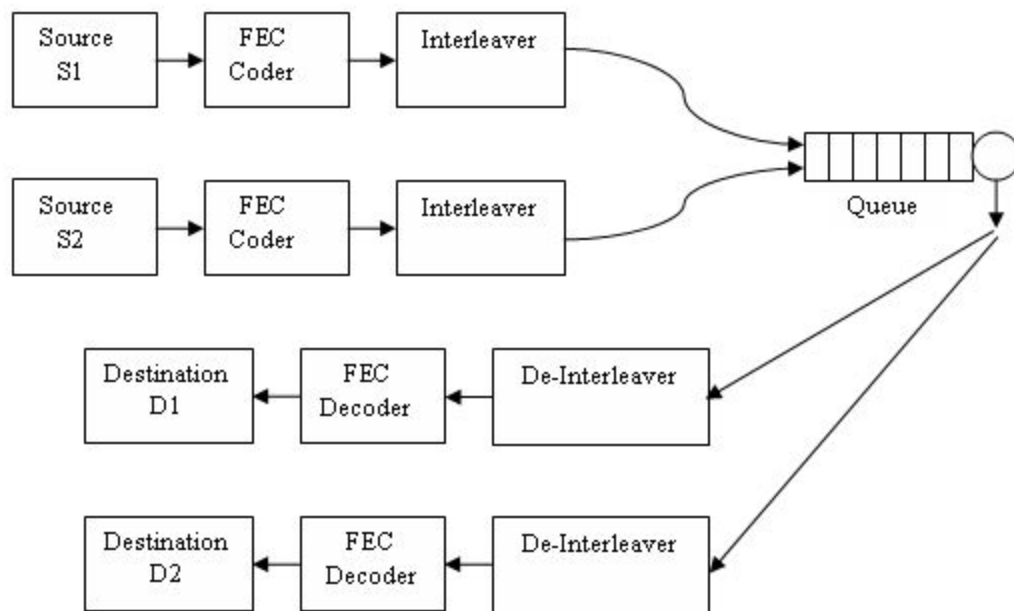 Source
S1
FEC
Coder
Interleaver
Source
S2
FEC
Coder
Interleaver
Queue
Destination
D1
FEC
Decoder
De-Interleaver
Destination
D2
FEC
Decoder
De-Interleaver